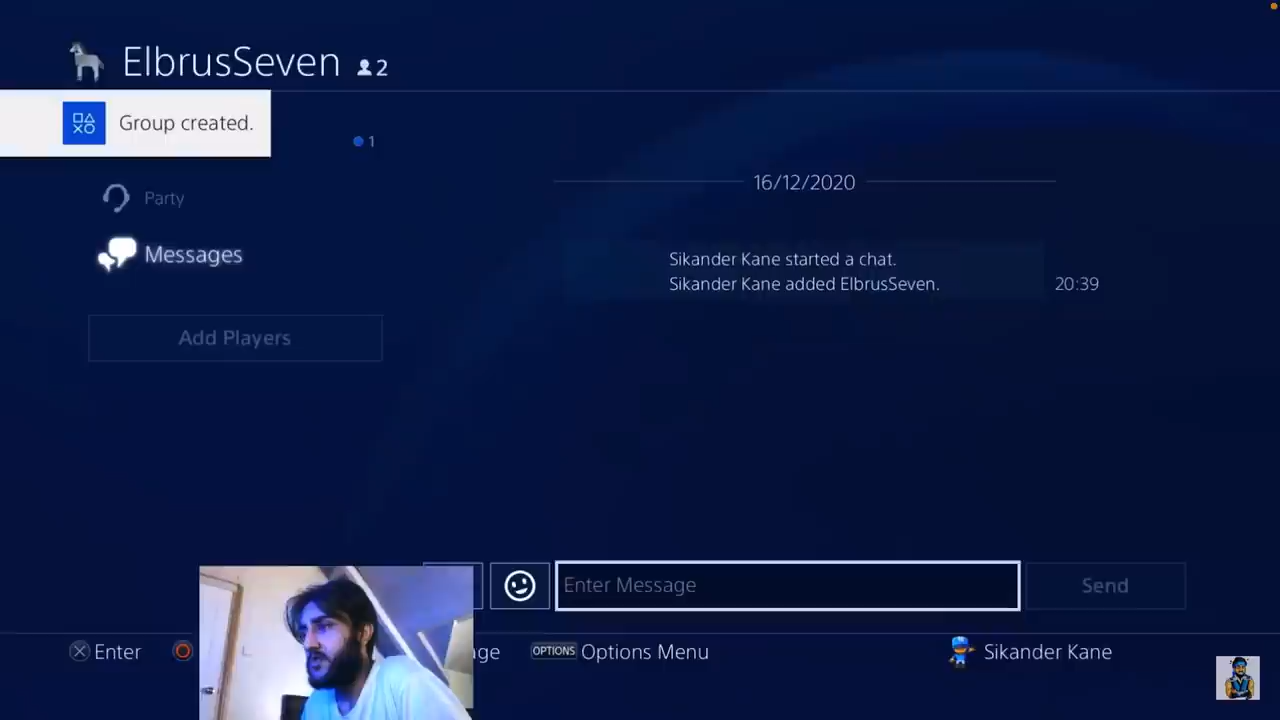 ElbrusSeven 2
Group created.
1
16/12/2020
Party
Messages
Sikander Kane started a chat.
Sikander Kane added ElbrusSeven.
20:39
Add Players
Enter Message
Send
Enter
OPTIONS Options Menu
Sikander Kane